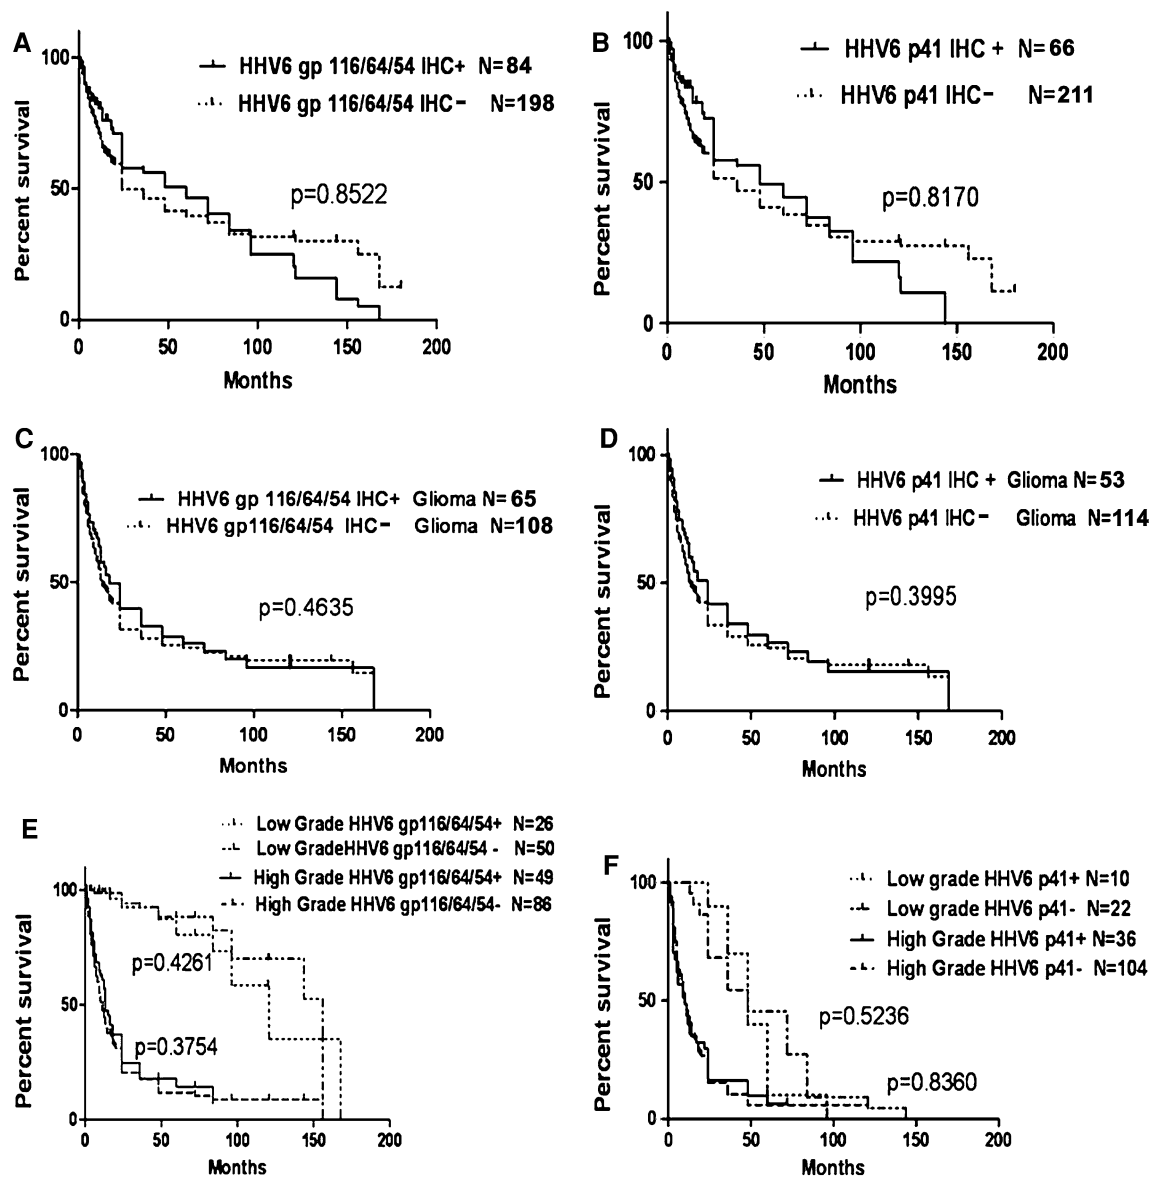 A
HHV6 gp 116/64/54 IHC+ N=84
HHV6 gp 116/64/54 IHC- N=198
p=0.8522
Percent survival
100
50
0
0 50 100 150 200
Months
B
HHV6 p41 IHC + N=66
HHV6 p41 IHC- N=211
p=0.8170
Percent survival
100
50
0
0 50 100 150 200
Months
C
HHV6 gp 116/64/54 IHC+ Glioma N=65
HHV6 gp116/64/54 IHC- Glioma N=108
p=0.4635
Percent survival
100
50
0
0 50 100 150 200
Months
D
HHV6 p41 IHC + Glioma N=53
HHV6 p41 IHC- Glioma N=114
p=0.3995
Percent survival
100
50
0
0 50 100 150 200
Months
E
Low Grade HHV6 gp116/64/54+ N=26
Low GradeHHV6 gp116/64/54 - N=50
High Grade HHV6 gp116/64/54+ N=49
High Grade HHV6 gp116/64/54- N=86
p=0.4261
p=0.3754
Percent survival
100
50
0
0 50 100 150 200
Months
F
Low grade HHV6 p41+ N=10
Low grade HHV6 p41- N=22
High Grade HHV6 p41+ N=36
High Grade HHV6 p41- N=104
p=0.5236
p=0.8360
Percent survival
100
50
0
0 50 100 150 200
Months